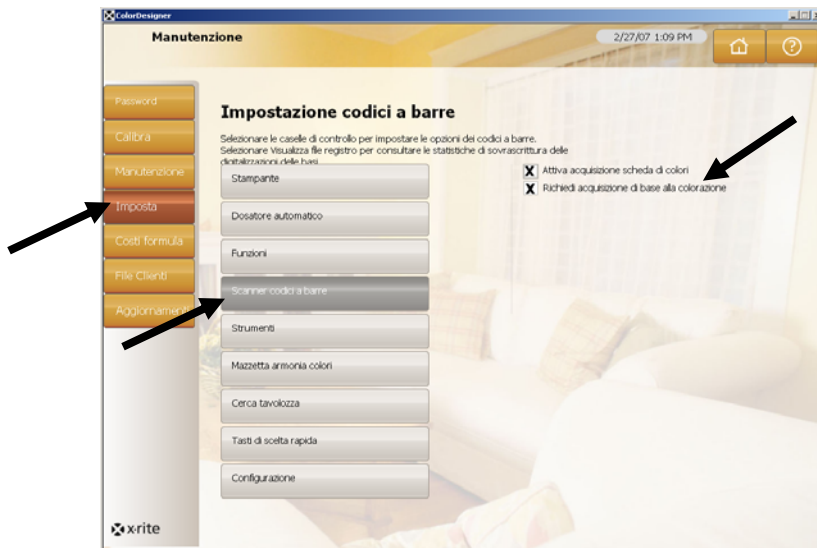 ColorDesigner
Manutenzione
2/27/07 1:09 PM
Password
Calibra
Manutenzione
Imposta
Costi formula
File Clienti
Aggiornamenti
Impostazione codici a barre
Selezionare le caselle di controllo per impostare le opzioni dei codici a barre.
Selezionare Visualizza file registro per consultare le statistiche di sovrascrittura delle
digitalizzazioni delle basi
Stampante
Dosatore automatico
Funzioni
Scanner codici a barre
Strumenti
Mazzetta armonia colori
Cerca tavolozza
Tasti di scelta rapida
Configurazione
X Attiva acquisizione scheda di colori
X Richiedi acquisizione di base alla colorazione
x·rite